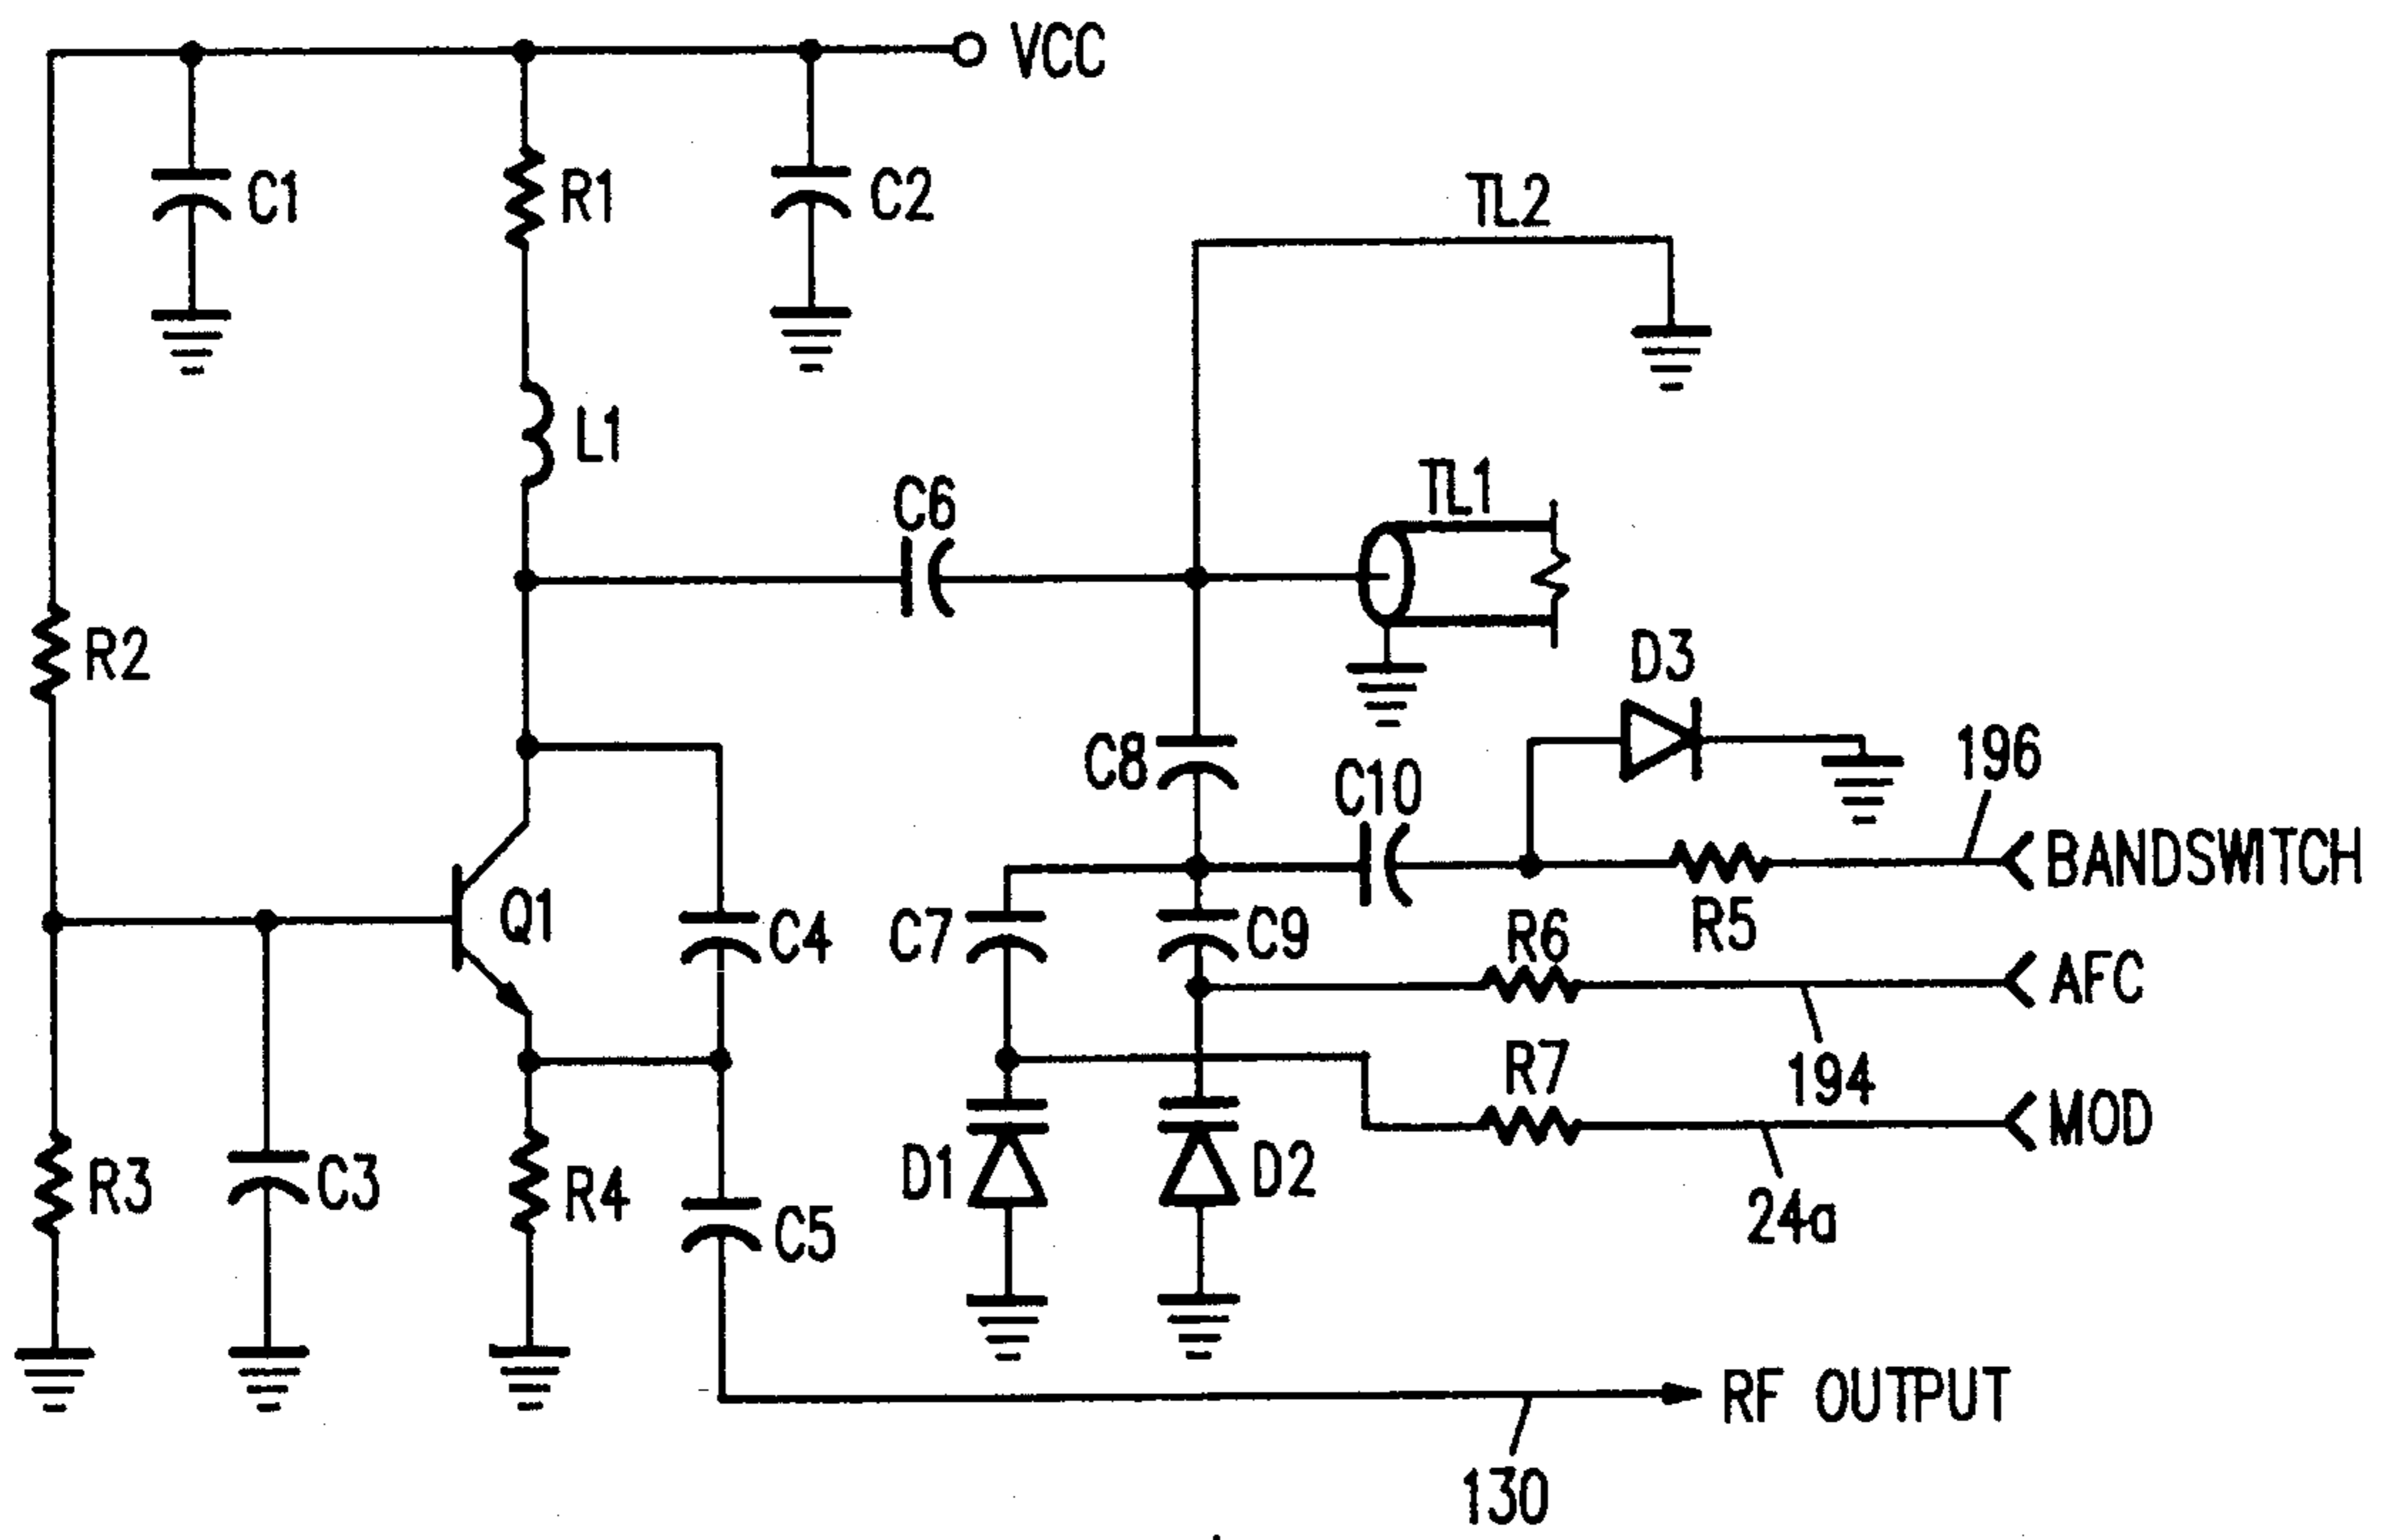 VCC
C1
R1
C2
TL2
L1
C6
TL1
R2
D3
196
C8
C10
BANDSWITCH
Q1
C4
C7
C9
R6
R5
AFC
194
R7
MOD
R3
C3
R4
D1
D2
C5
24a
RF OUTPUT
130